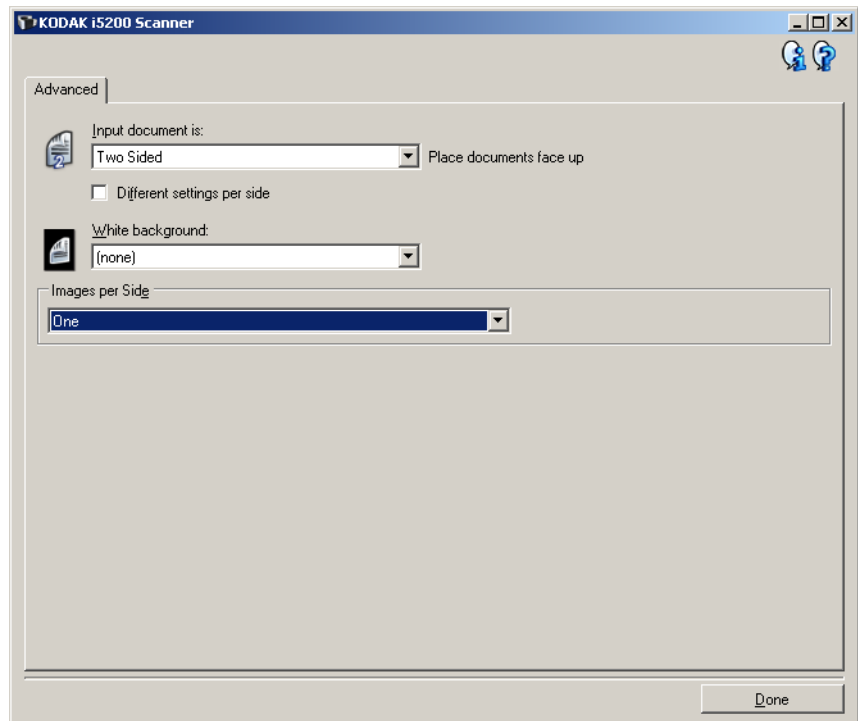 KODAK i5200 Scanner
Advanced
Input document is:
Two Sided
Place documents face up
Different settings per side
White background:
(none)
Images per Side
One
Done